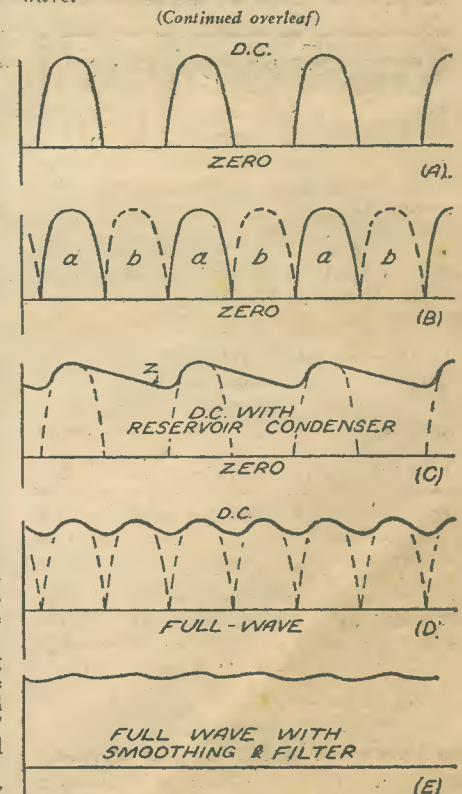 (Continued overleaf)
D.C.
ZERO
(A).
a b a b a b
ZERO
(B)
Z
D.C. WITH
RESERVOIR CONDENSER
ZERO
(C)
D.C.
FULL-WAVE
(D)
FULL WAVE WITH
SMOOTHING & FILTER
(E)